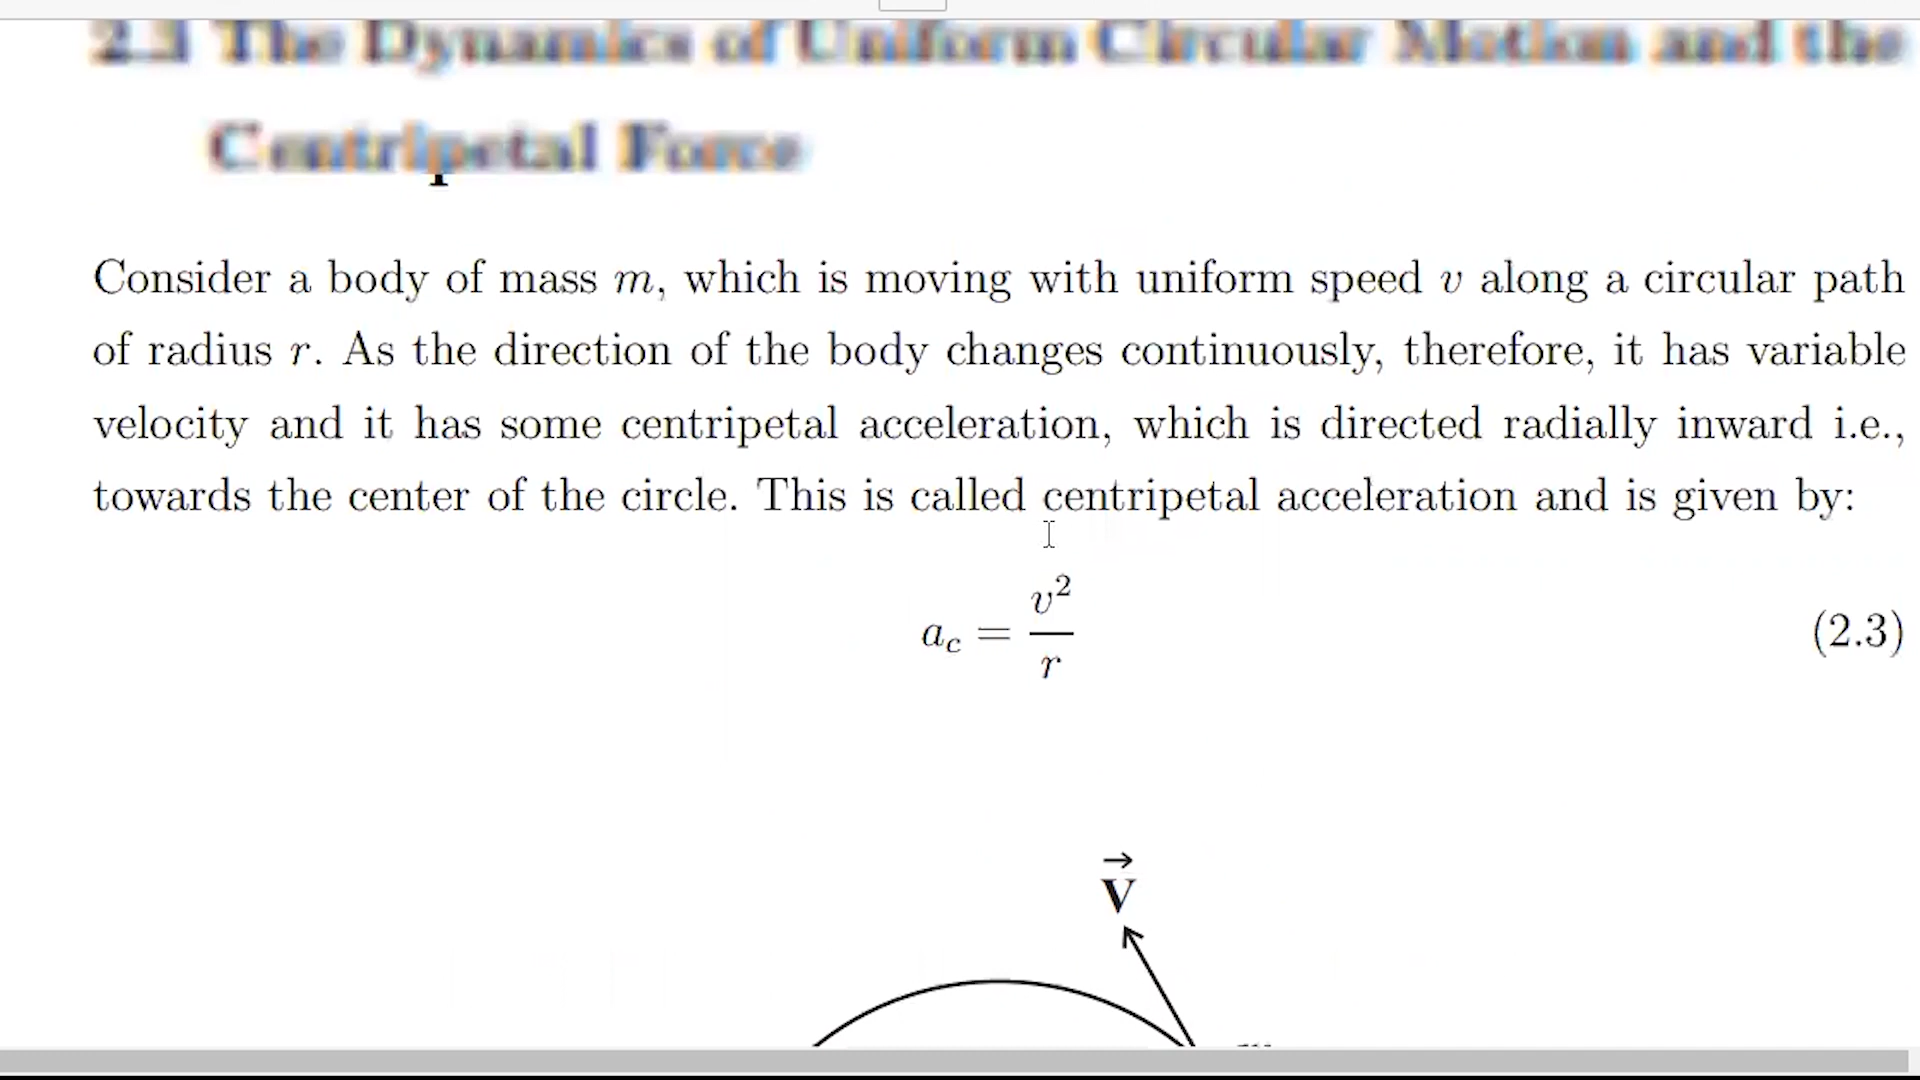 2.3 The Dynamics of Uniform Circular Motion and the
Centripetal Force
Consider a body of mass m, which is moving with uniform speed v along a circular path
of radius r. As the direction of the body changes continuously, therefore, it has variable
velocity and it has some centripetal acceleration, which is directed radially inward i.e.,
towards the center of the circle. This is called centripetal acceleration and is given by:
a_c = v²/r (2.3)
V⃗